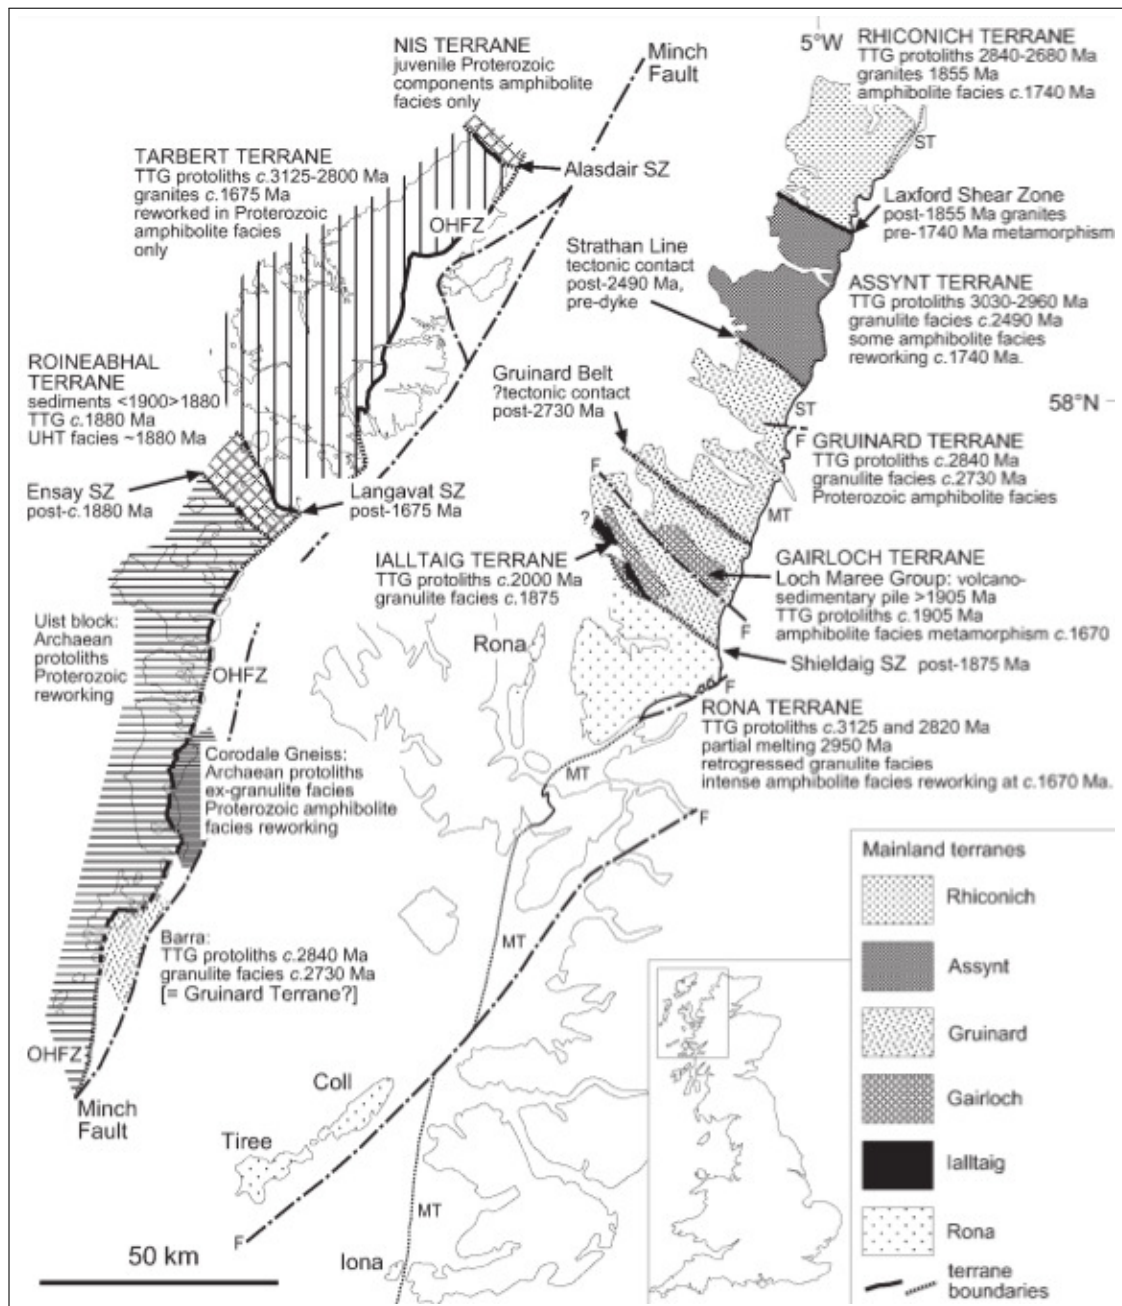 NIS TERRANE
juvenile Proterozoic
components amphibolite
facies only
Minch
Fault
5°W
RHICONICH TERRANE
TTG protoliths 2840-2680 Ma
granites 1855 Ma
amphibolite facies c.1740 Ma
ST
TARBERT TERRANE
TTG protoliths c.3125-2800 Ma
granites c.1675 Ma
reworked in Proterozoic
amphibolite facies
only
Alasdair SZ
OHFZ
Laxford Shear Zone
post-1855 Ma granites
pre-1740 Ma metamorphism
Strathan Line
tectonic contact
post-2490 Ma,
pre-dyke
ASSYNT TERRANE
TTG protoliths 3030-2960 Ma
granulite facies c.2490 Ma
some amphibolite facies
reworking c.1740 Ma.
ROINEABHAL
TERRANE
sediments <1900>1880
TTG c.1880 Ma
UHT facies ~1880 Ma
Gruinard Belt
?tectonic contact
post-2730 Ma
58°N
ST
F
GRUINARD TERRANE
TTG protoliths c.2840 Ma
granulite facies c.2730 Ma
Proterozoic amphibolite facies
Ensay SZ
post-c.1880 Ma
Langavat SZ
post-1675 Ma
F
MT
?
IALLTAIG TERRANE
TTG protoliths c.2000 Ma
granulite facies c.1875
GAIRLOCH TERRANE
Loch Maree Group: volcano-
sedimentary pile >1905 Ma
TTG protoliths c.1905 Ma
amphibolite facies metamorphism c.1670
F
Uist block:
Archaean
protoliths
Proterozoic
reworking
OHFZ
Rona
Shieldaig SZ post-1875 Ma
F
RONA TERRANE
TTG protoliths c.3125 and 2820 Ma
partial melting 2950 Ma
retrogressed granulite facies
intense amphibolite facies reworking at c.1670 Ma.
Corodale Gneiss:
Archaean protoliths
ex-granulite facies
Proterozoic amphibolite
facies reworking
MT
F
Barra:
TTG protoliths c.2840 Ma
granulite facies c.2730 Ma
[= Gruinard Terrane?]
MT
OHFZ
Minch
Fault
Coll
Tiree
F
MT
Iona
50 km
Mainland terranes
Rhiconich
Assynt
Gruinard
Gairloch
Ialltaig
Rona
terrane
boundaries